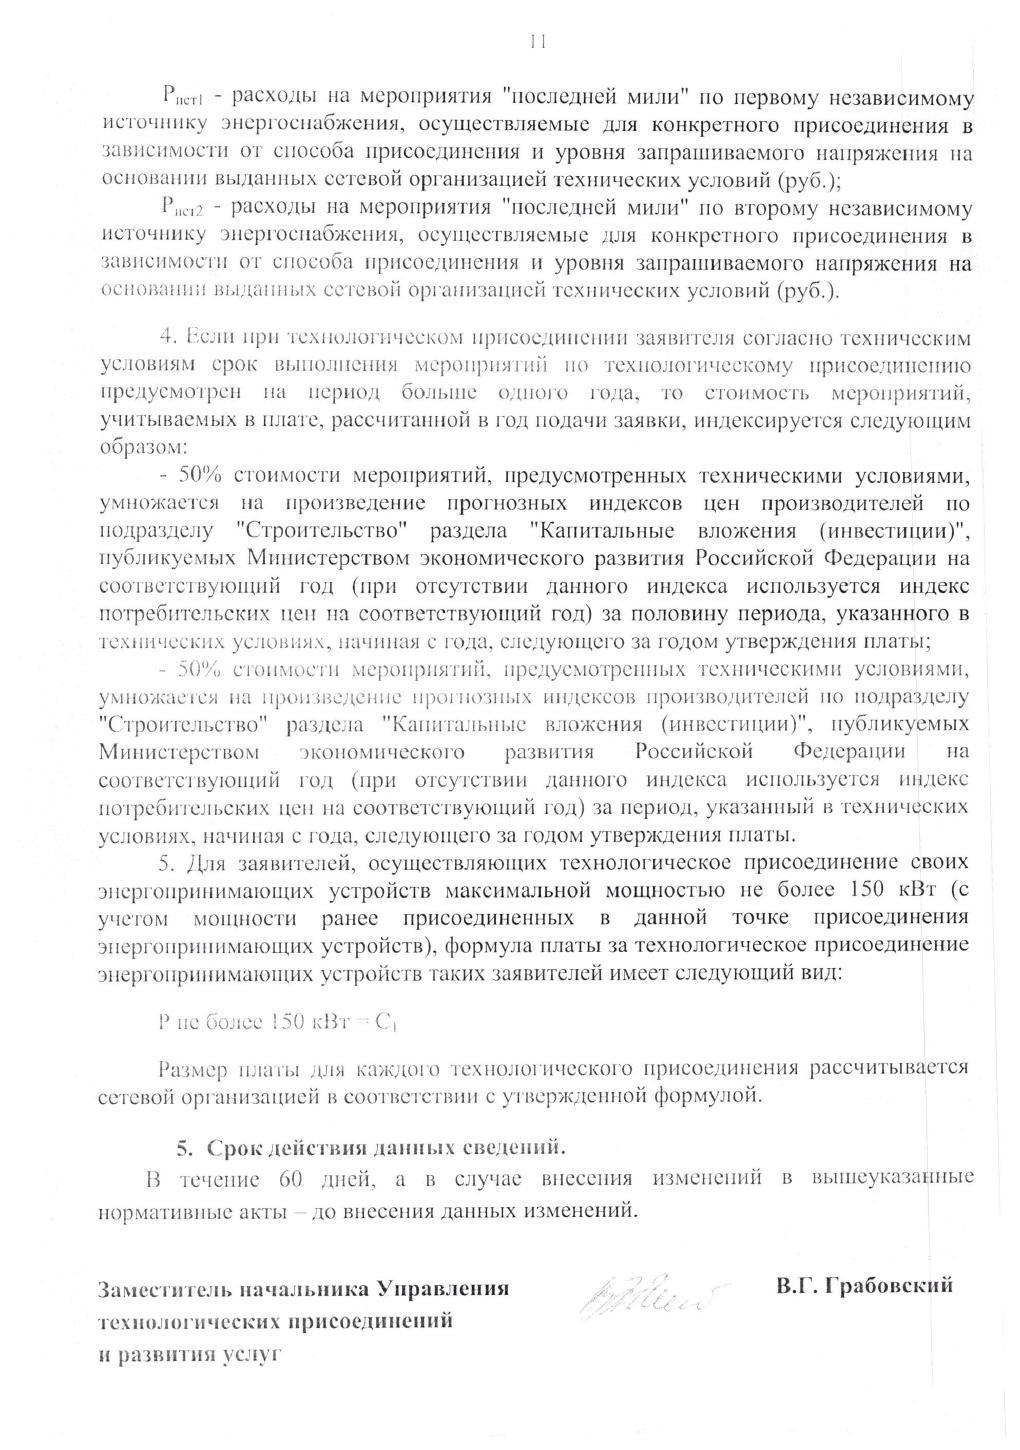 11
Pист1 - расходы на мероприятия "последней мили" по первому независимому
источнику энергоснабжения, осуществляемые для конкретного присоединения в
зависимости от способа присоединения и уровня запрашиваемого напряжения на
основании выданных сетевой организацией технических условий (руб.);
Pист2 - расходы на мероприятия "последней мили" по второму независимому
источнику энергоснабжения, осуществляемые для конкретного присоединения в
зависимости от способа присоединения и уровня запрашиваемого напряжения на
основании выданных сетевой организацией технических условий (руб.).
4. Если при технологическом присоединении заявителя согласно техническим
условиям срок выполнения мероприятий по технологическому присоединению
предусмотрен на период больше одного года, то стоимость мероприятий,
учитываемых в плате, рассчитанной в год подачи заявки, индексируется следующим
образом:
- 50% стоимости мероприятий, предусмотренных техническими условиями,
умножается на произведение прогнозных индексов цен производителей по
подразделу "Строительство" раздела "Капитальные вложения (инвестиции)",
публикуемых Министерством экономического развития Российской Федерации на
соответствующий год (при отсутствии данного индекса используется индекс
потребительских цен на соответствующий год) за половину периода, указанного в
технических условиях, начиная с года, следующего за годом утверждения платы;
- 50% стоимости мероприятий, предусмотренных техническими условиями,
умножается на произведение прогнозных индексов производителей по подразделу
"Строительство" раздела "Капитальные вложения (инвестиции)", публикуемых
Министерством экономического развития Российской Федерации на
соответствующий год (при отсутствии данного индекса используется индекс
потребительских цен на соответствующий год) за период, указанный в технических
условиях, начиная с года, следующего за годом утверждения платы.
5. Для заявителей, осуществляющих технологическое присоединение своих
энергопринимающих устройств максимальной мощностью не более 150 кВт (с
учетом мощности ранее присоединенных в данной точке присоединения
энергопринимающих устройств), формула платы за технологическое присоединение
энергопринимающих устройств таких заявителей имеет следующий вид:
P не более 150 кВт = C1
Размер платы для каждого технологического присоединения рассчитывается
сетевой организацией в соответствии с утвержденной формулой.
5. Срок действия данных сведений.
В течение 60 дней, а в случае внесения изменений в вышеуказанные
нормативные акты – до внесения данных изменений.
Заместитель начальника Управления В.Г. Грабовский
технологических присоединений
и развития услуг